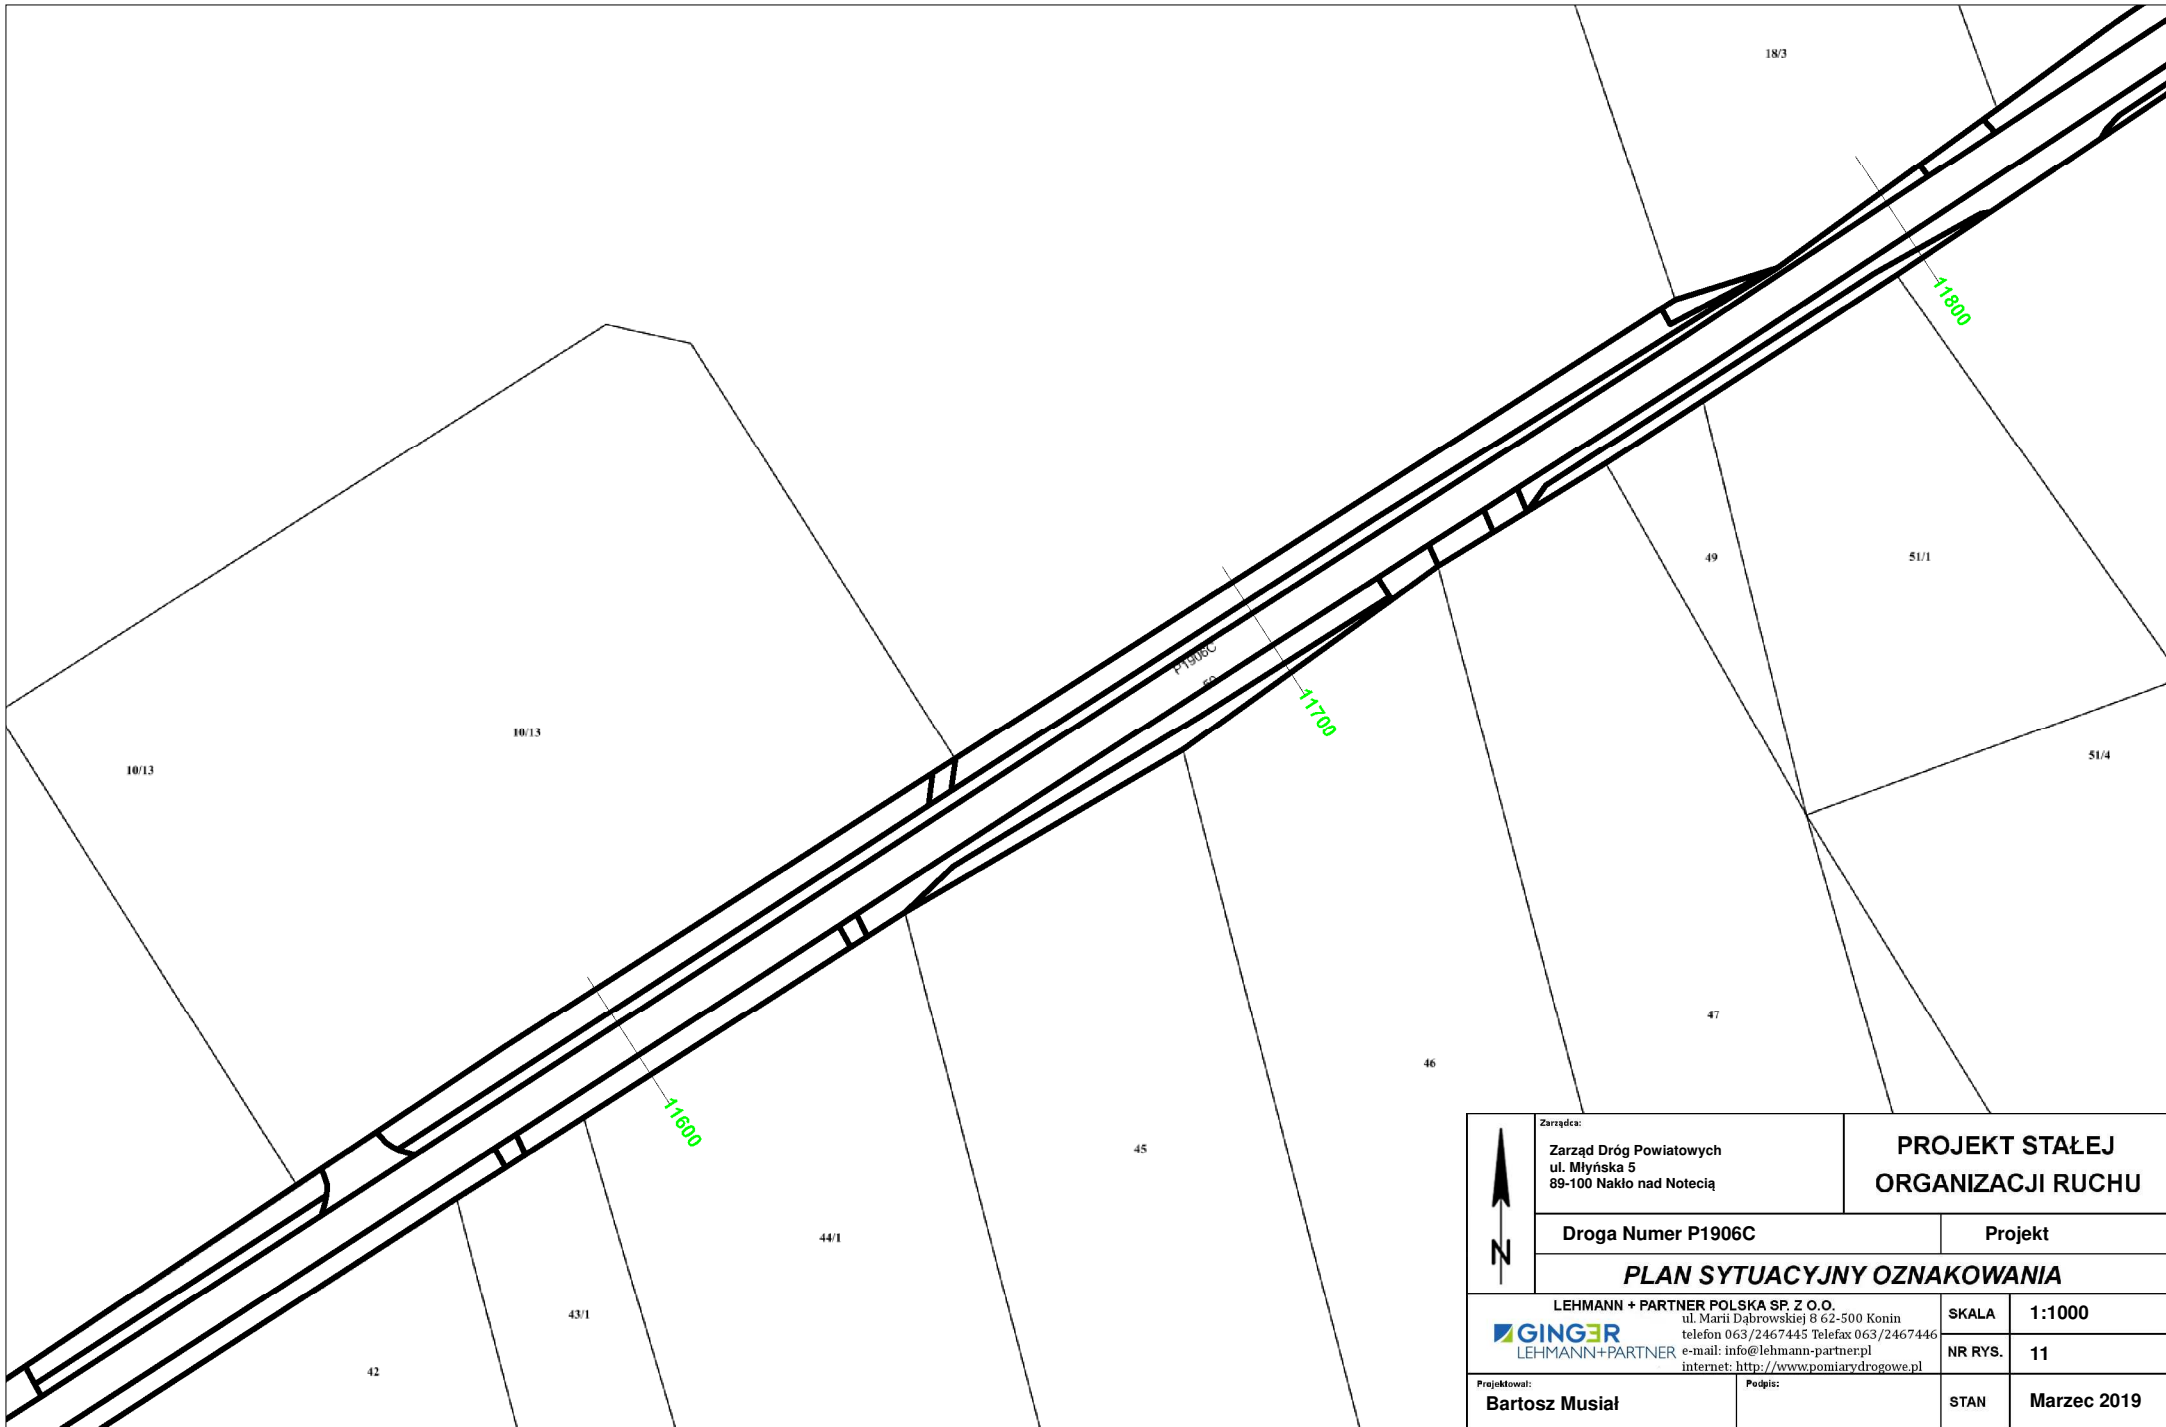 18/3
11800
49
51/1
P1906C
50
11700
51/4
10/13
10/13
47
46
11600
45
44/1
43/1
42
Zarządca:
Zarząd Dróg Powiatowych
ul. Młyńska 5
89-100 Nakło nad Notecią
PROJEKT STAŁEJ
ORGANIZACJI RUCHU
N
Droga Numer P1906C
Projekt
PLAN SYTUACYJNY OZNAKOWANIA
LEHMANN + PARTNER POLSKA SP. Z O.O.
ul. Marii Dąbrowskiej 8 62-500 Konin
telefon 063/2467445 Telefax 063/2467446
e-mail: info@lehmann-partner.pl
internet: http://www.pomiarydrogowe.pl
GINGER
LEHMANN+PARTNER
SKALA
1:1000
NR RYS.
11
Projektował:
Bartosz Musiał
Podpis:
STAN
Marzec 2019